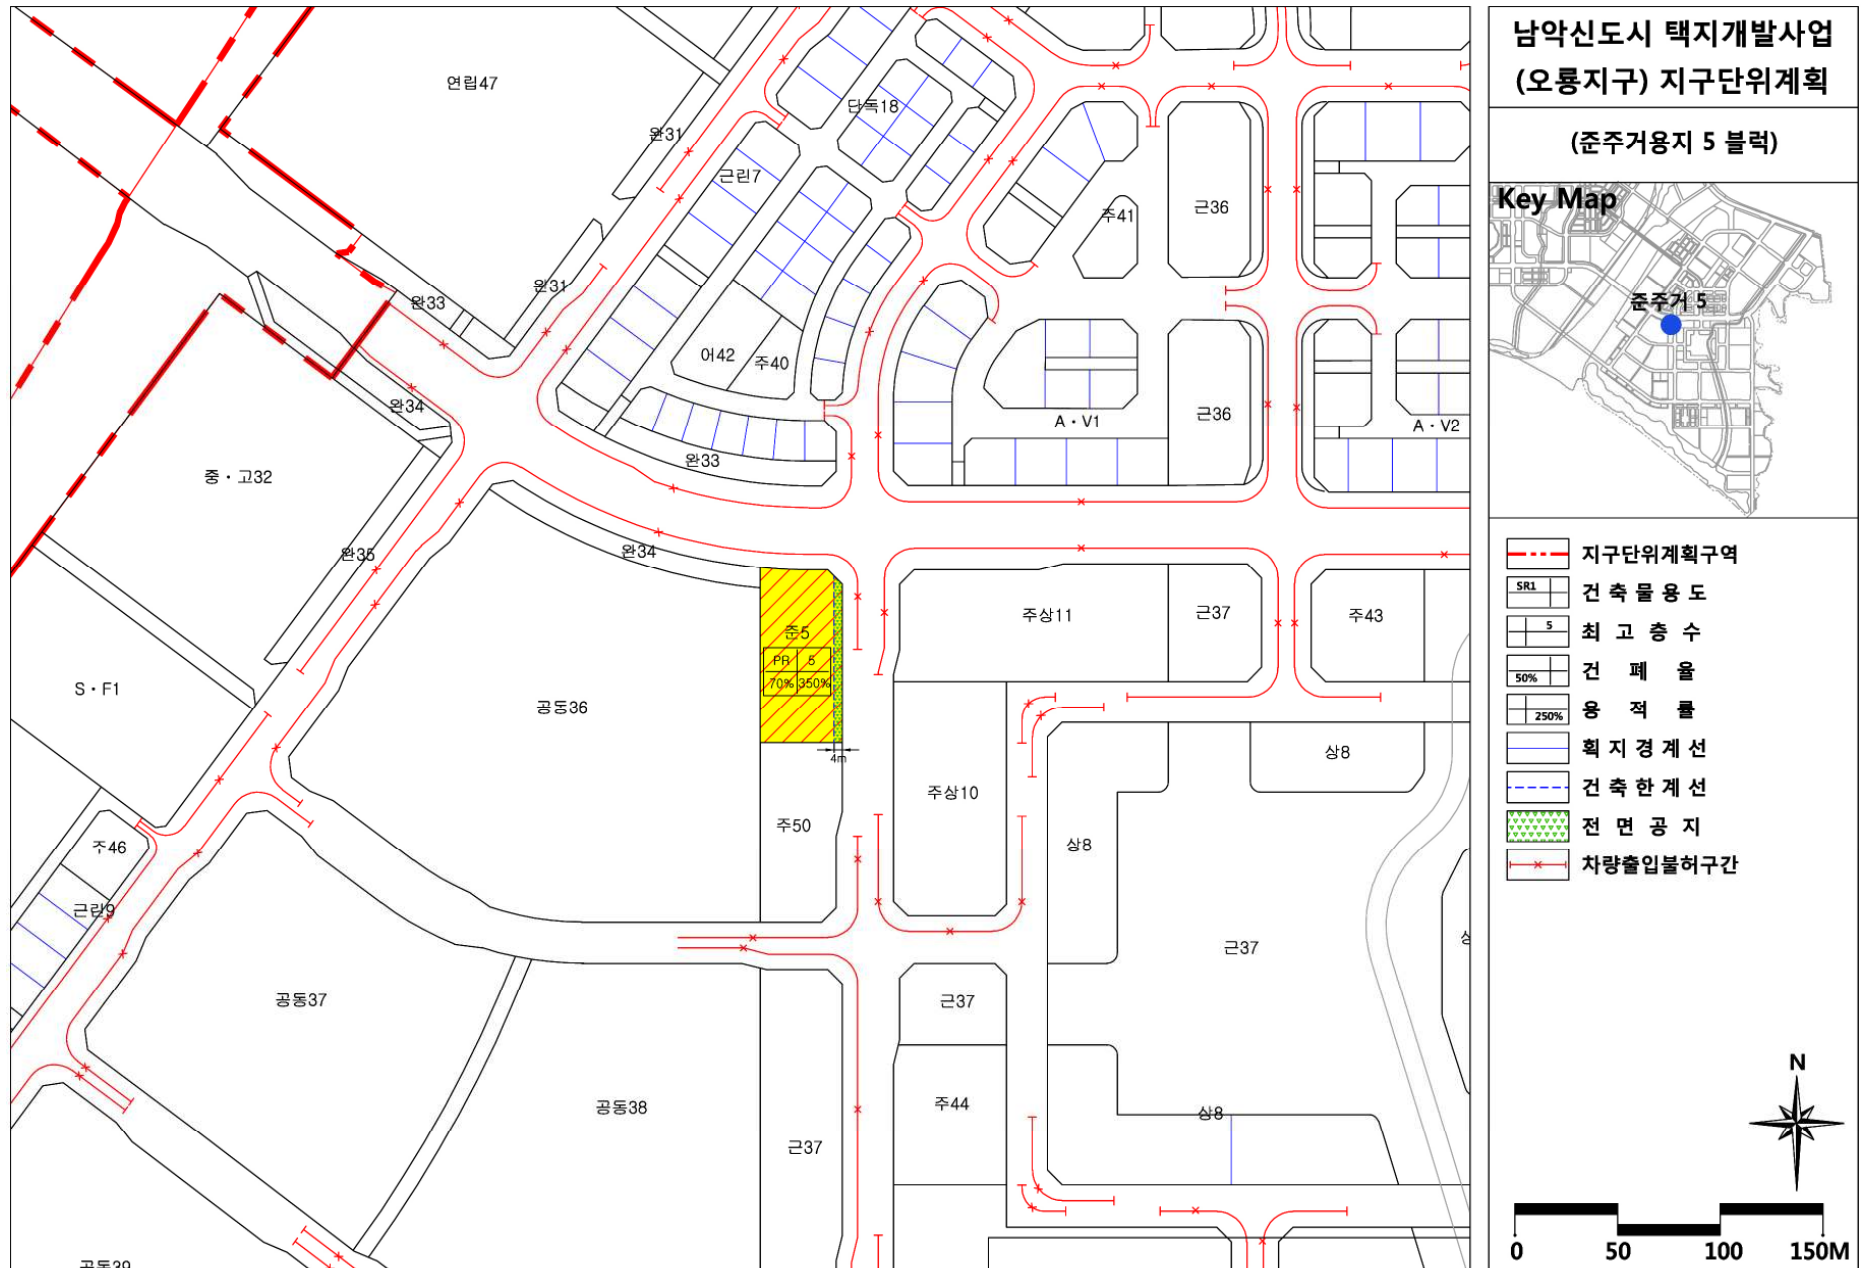 남악신도시 택지개발사업
(오룡지구) 지구단위계획
(준주거용지 5 블럭)
Key Map
준주거 5
지구단위계획구역
SR1
건축물용도
5
최고층수
50%
건폐율
250%
용적률
획지경계선
건축한계선
전면공지
차량출입불허구간
N
0 50 100 150M
연립47
완31
단독18
근린7
주41
근36
완31
완33
어42
주40
완34
근36
A·V1
A·V2
완33
중·고32
완35
완34
준5
PR 5
70% 350%
4m
주상11
근37
주43
S·F1
공동36
상8
주상10
주50
상8
주46
근린9
근37
공동37
근37
공동38
주44
상8
근37
공동39